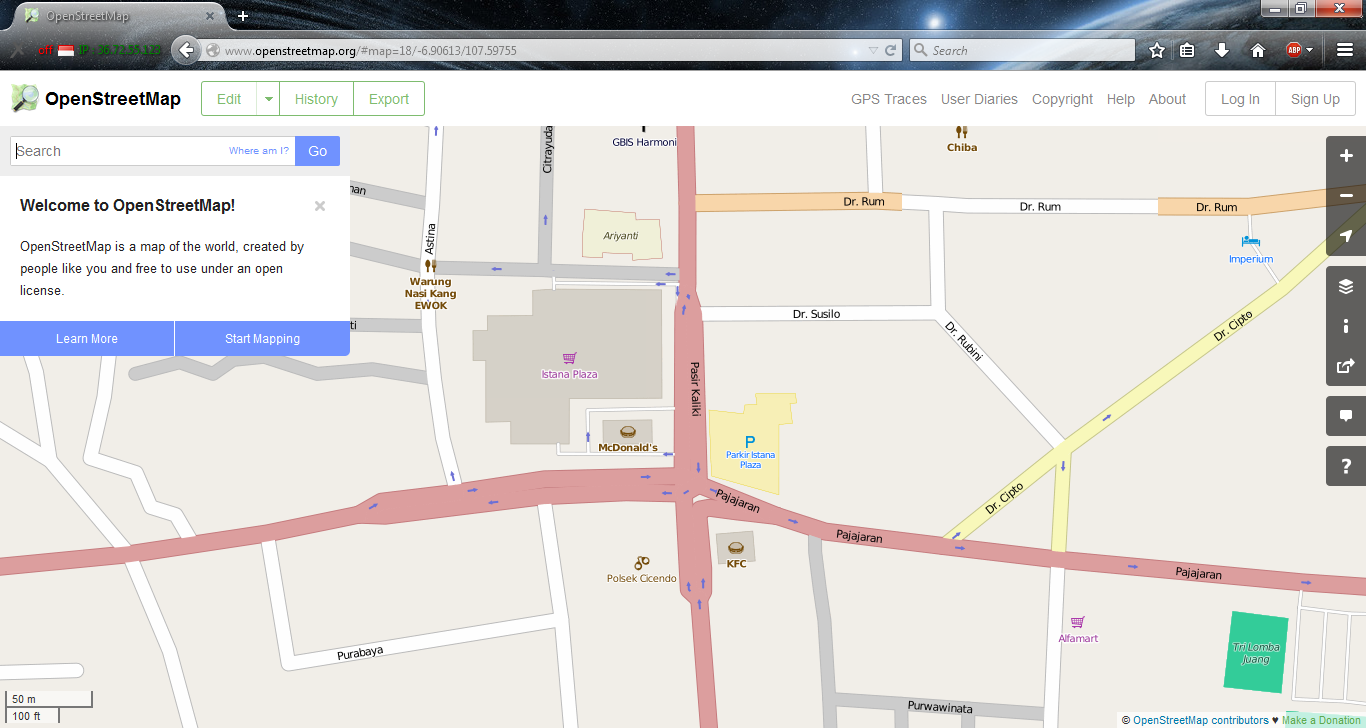 OpenStreetMap
off
www.openstreetmap.org/#map=18/-6.90613/107.59755
Search
ABP
OpenStreetMap
Edit
History
Export
GPS Traces
User Diaries
Copyright
Help
About
Log In
Sign Up
Search
Where am I?
Go
Welcome to OpenStreetMap!
OpenStreetMap is a map of the world, created by
people like you and free to use under an open
license.
Learn More
Start Mapping
GBIS Harmoni
Chiba
Citrayuda
Dr. Rum
Dr. Rum
Dr. Rum
Ariyanti
Astina
Imperium
Warung
Nasi Kang
EWOK
Dr. Susilo
Dr. Cipto
Dr. Rubini
Istana Plaza
Pasir Kaliki
McDonald's
P
Parkir Istana
Plaza
Pajajaran
Dr. Cipto
Pajajaran
KFC
Polsek Cicendo
Pajajaran
Alfamart
Tri Lomba
Juang
Purabaya
Purwawinata
50 m
100 ft
© OpenStreetMap contributors ♥ Make a Donation